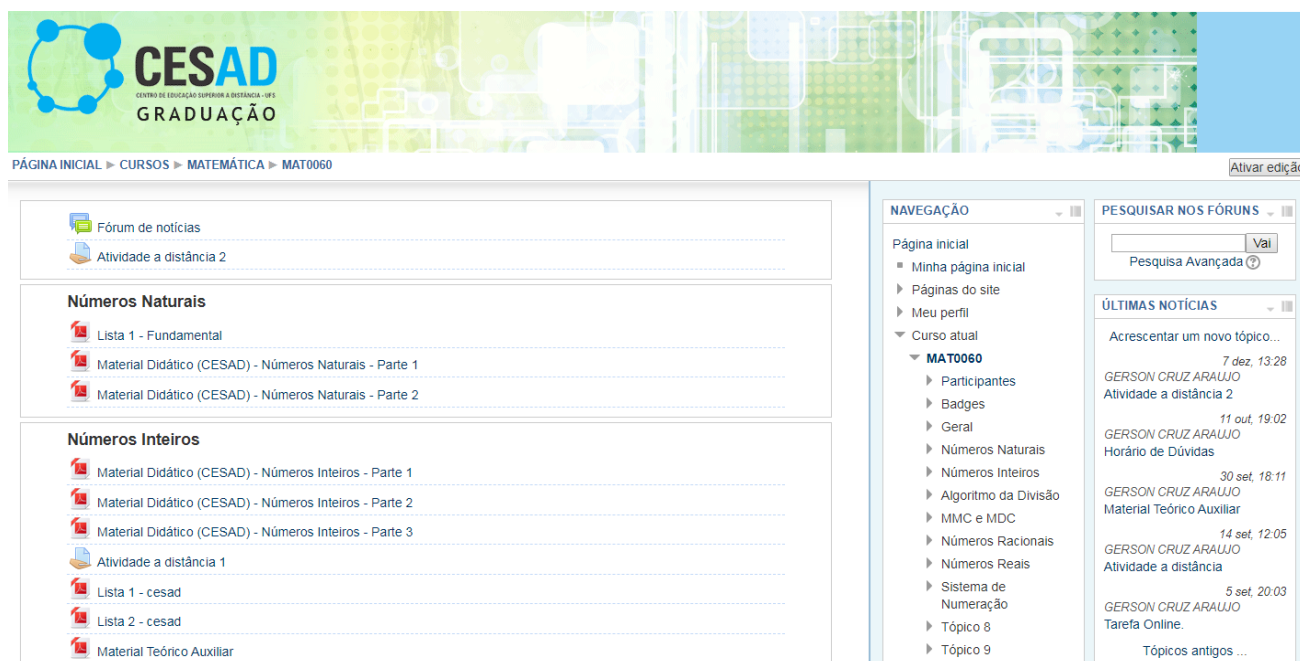 CESAD
CENTRO DE EDUCAÇÃO SUPERIOR A DISTÂNCIA - UFS
GRADUAÇÃO
PÁGINA INICIAL ► CURSOS ► MATEMÁTICA ► MAT0060
Ativar edição
Fórum de notícias
Atividade a distância 2
Números Naturais
Lista 1 - Fundamental
Material Didático (CESAD) - Números Naturais - Parte 1
Material Didático (CESAD) - Números Naturais - Parte 2
Números Inteiros
Material Didático (CESAD) - Números Inteiros - Parte 1
Material Didático (CESAD) - Números Inteiros - Parte 2
Material Didático (CESAD) - Números Inteiros - Parte 3
Atividade a distância 1
Lista 1 - cesad
Lista 2 - cesad
Material Teórico Auxiliar
NAVEGAÇÃO
Página inicial
Minha página inicial
Páginas do site
Meu perfil
Curso atual
MAT0060
Participantes
Badges
Geral
Números Naturais
Números Inteiros
Algoritmo da Divisão
MMC e MDC
Números Racionais
Números Reais
Sistema de
Numeração
Tópico 8
Tópico 9
PESQUISAR NOS FÓRUNS
Vai
Pesquisa Avançada
ÚLTIMAS NOTÍCIAS
Acrescentar um novo tópico...
7 dez, 13:28
GERSON CRUZ ARAUJO
Atividade a distância 2
11 out, 19:02
GERSON CRUZ ARAUJO
Horário de Dúvidas
30 set, 18:11
GERSON CRUZ ARAUJO
Material Teórico Auxiliar
14 set, 12:05
GERSON CRUZ ARAUJO
Atividade a distância
5 set, 20:03
GERSON CRUZ ARAUJO
Tarefa Online.
Tópicos antigos ...